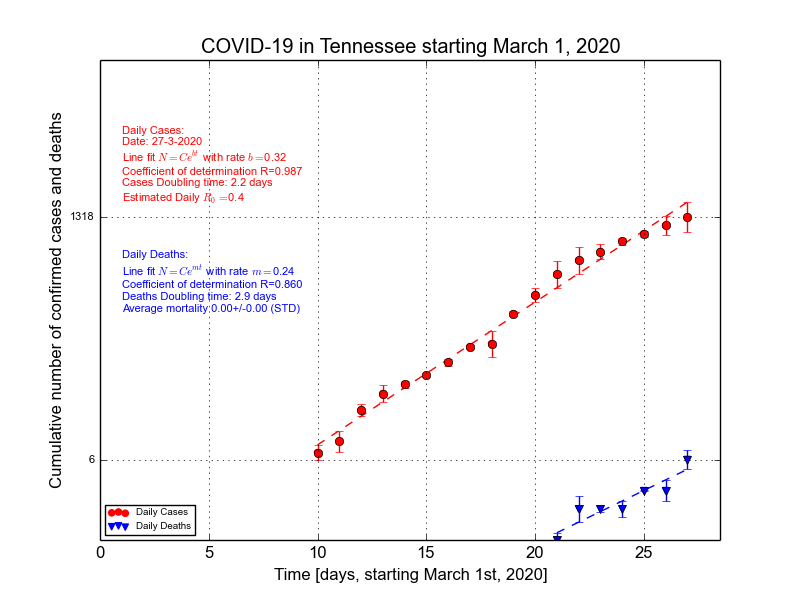 COVID-19 in Tennessee starting March 1, 2020
Cumulative number of confirmed cases and deaths
1318
6
Daily Cases:
Date: 27-3-2020
Line fit N = Ce^{bt} with rate b =0.32
Coefficient of determination R=0.987
Cases Doubling time: 2.2 days
Estimated Daily R_0 =0.4
Daily Deaths:
Line fit N = Ce^{mt} with rate m =0.24
Coefficient of determination R=0.860
Deaths Doubling time: 2.9 days
Average mortality:0.00+/-0.00 (STD)
Daily Cases
Daily Deaths
0 5 10 15 20 25
Time [days, starting March 1st, 2020]